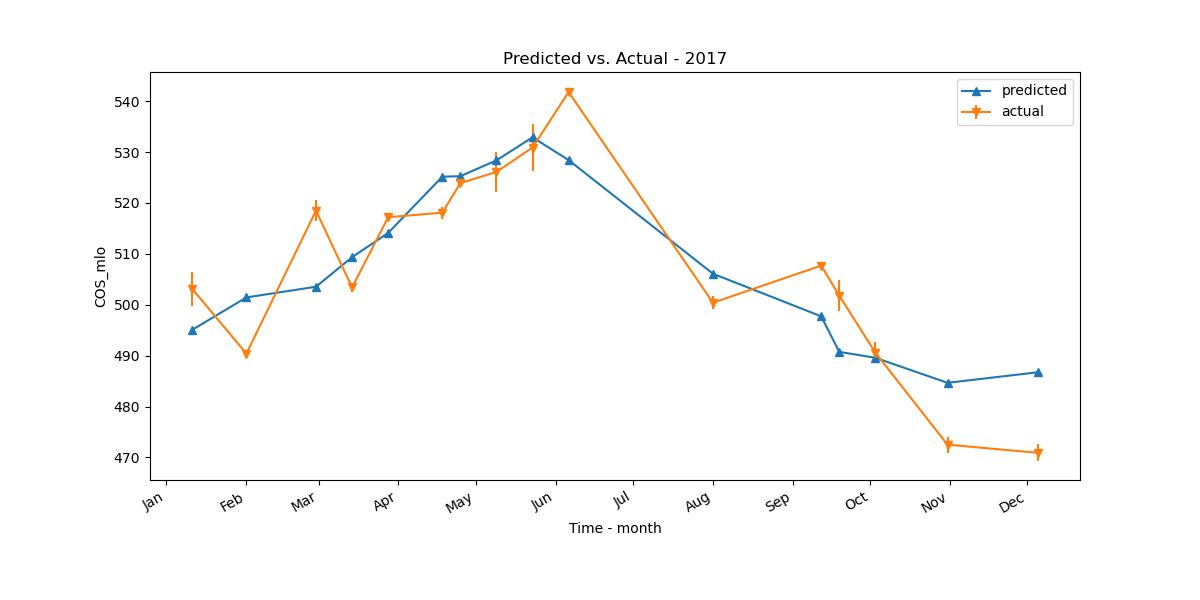 Predicted vs. Actual - 2017
predicted
actual
540
530
520
510
500
490
480
470
COS_mlo
Jan
Feb
Mar
Apr
May
Jun
Jul
Aug
Sep
Oct
Nov
Dec
Time - month